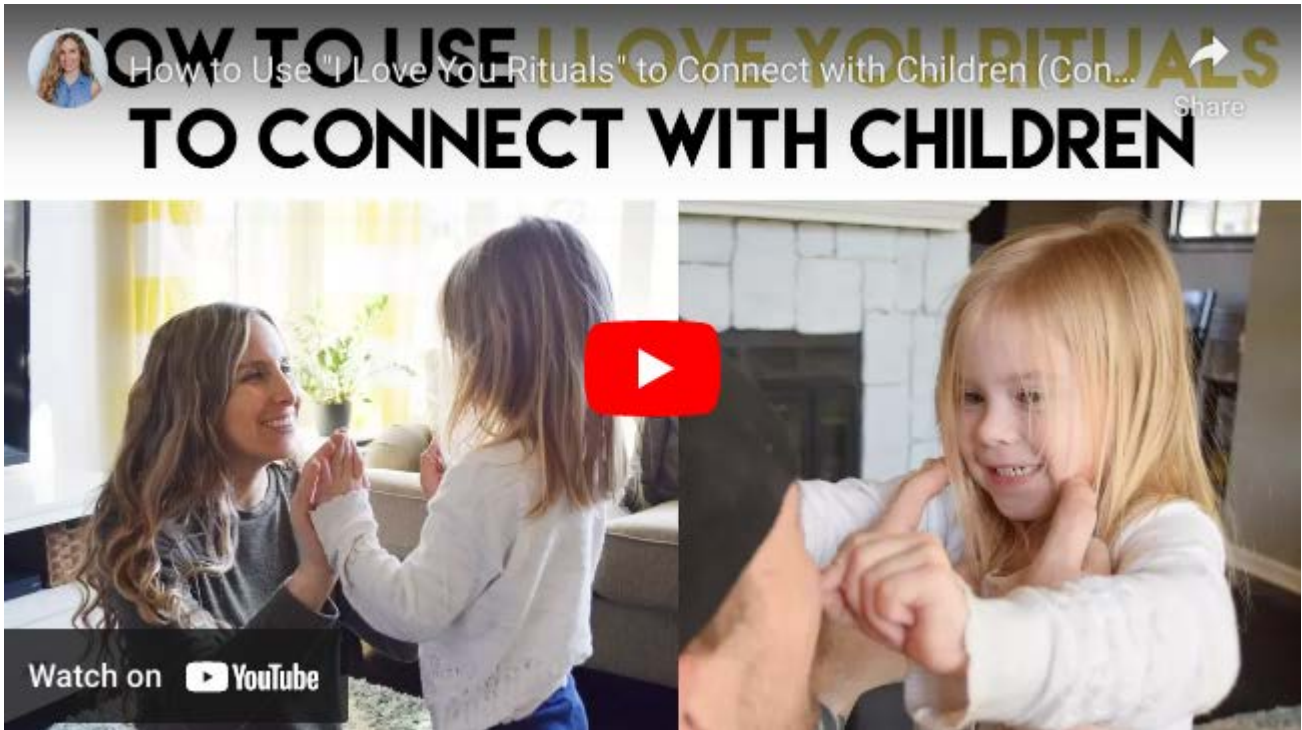 HOW TO USE I LOVE YOU RITUALS
How to Use "I Love You Rituals" to Connect with Children (Con...
Share
TO CONNECT WITH CHILDREN
Watch on YouTube